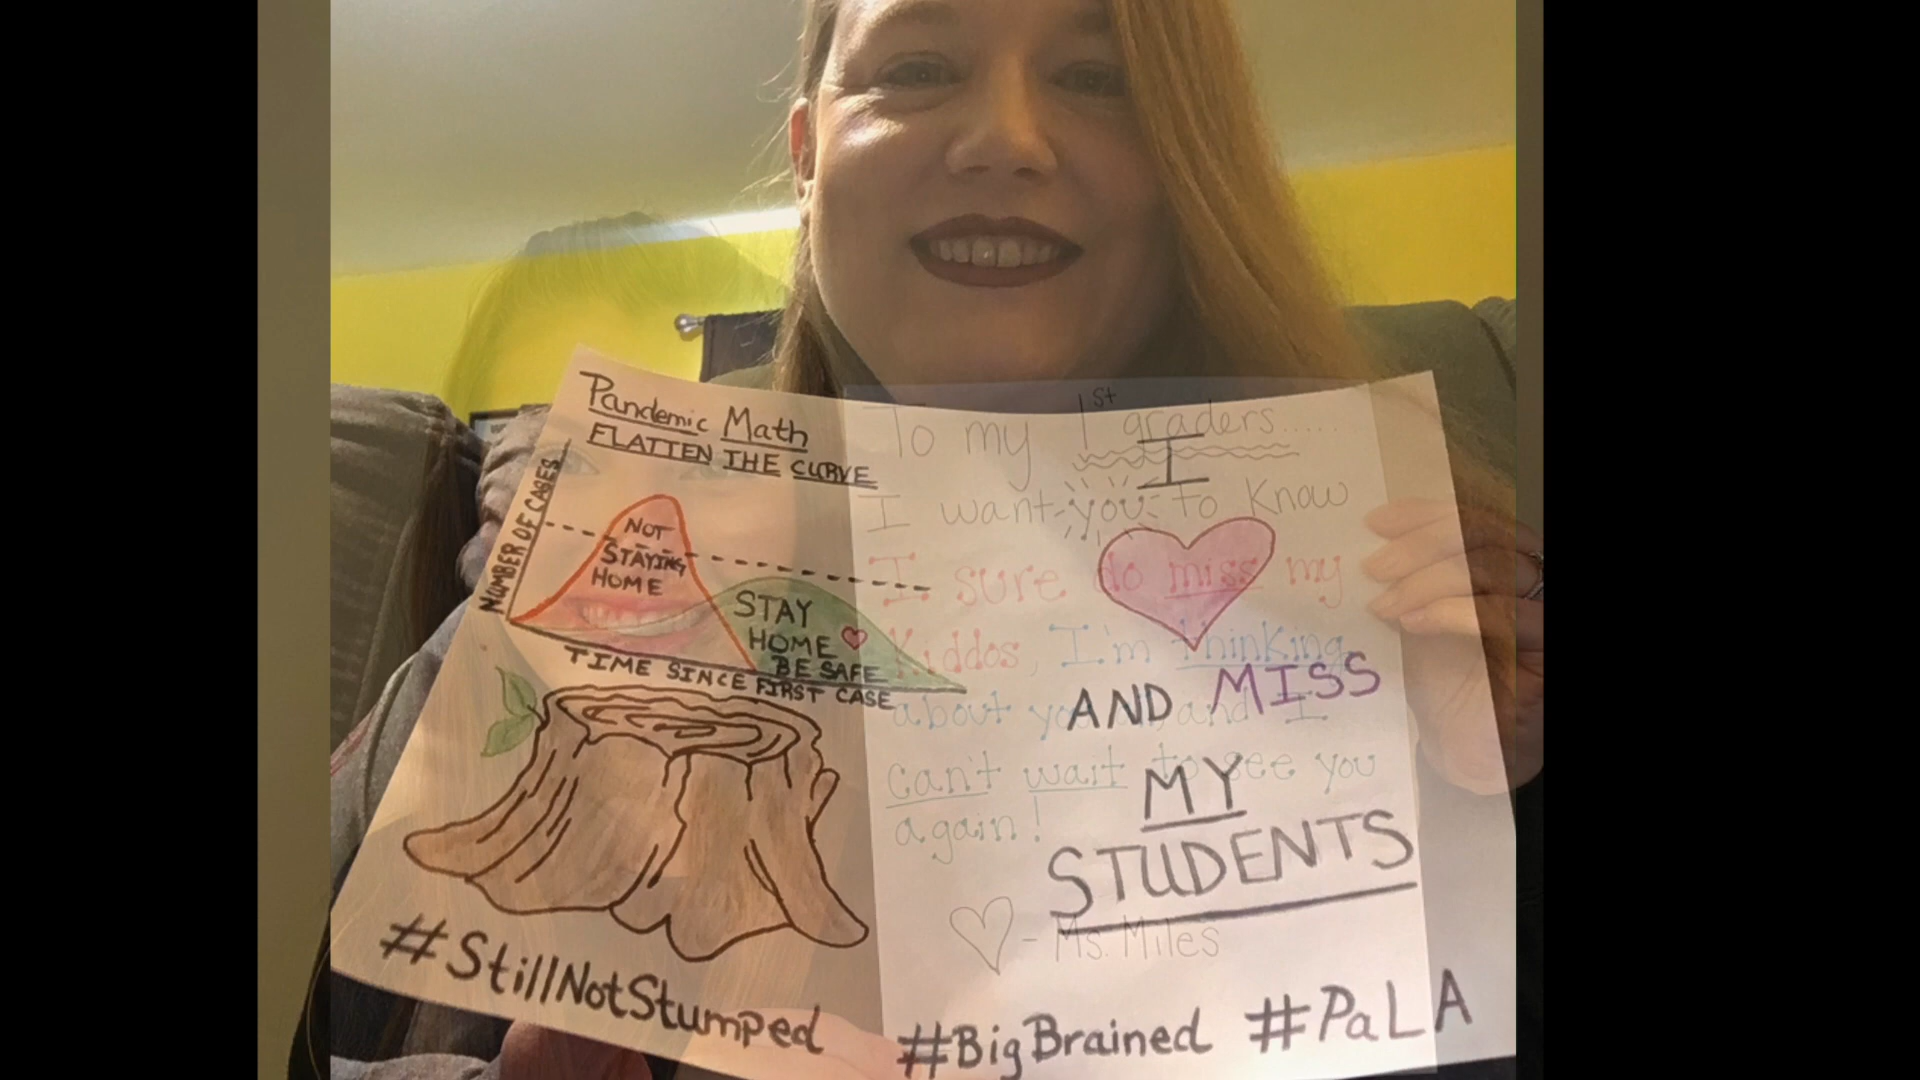 Pandemic Math
FLATTEN THE CURVE
NUMBER OF CASES
NOT
STAYING
HOME
STAY
HOME
BE SAFE
TIME SINCE FIRST CASE
#StillNotStumped
I
AND MISS
MY
STUDENTS
#BigBrained #PaLA
To my 1st graders.....
I want you to know
I sure do miss my
Kiddos, I'm thinking
about you, and I
can't wait to see you
again!
- Ms. Miles